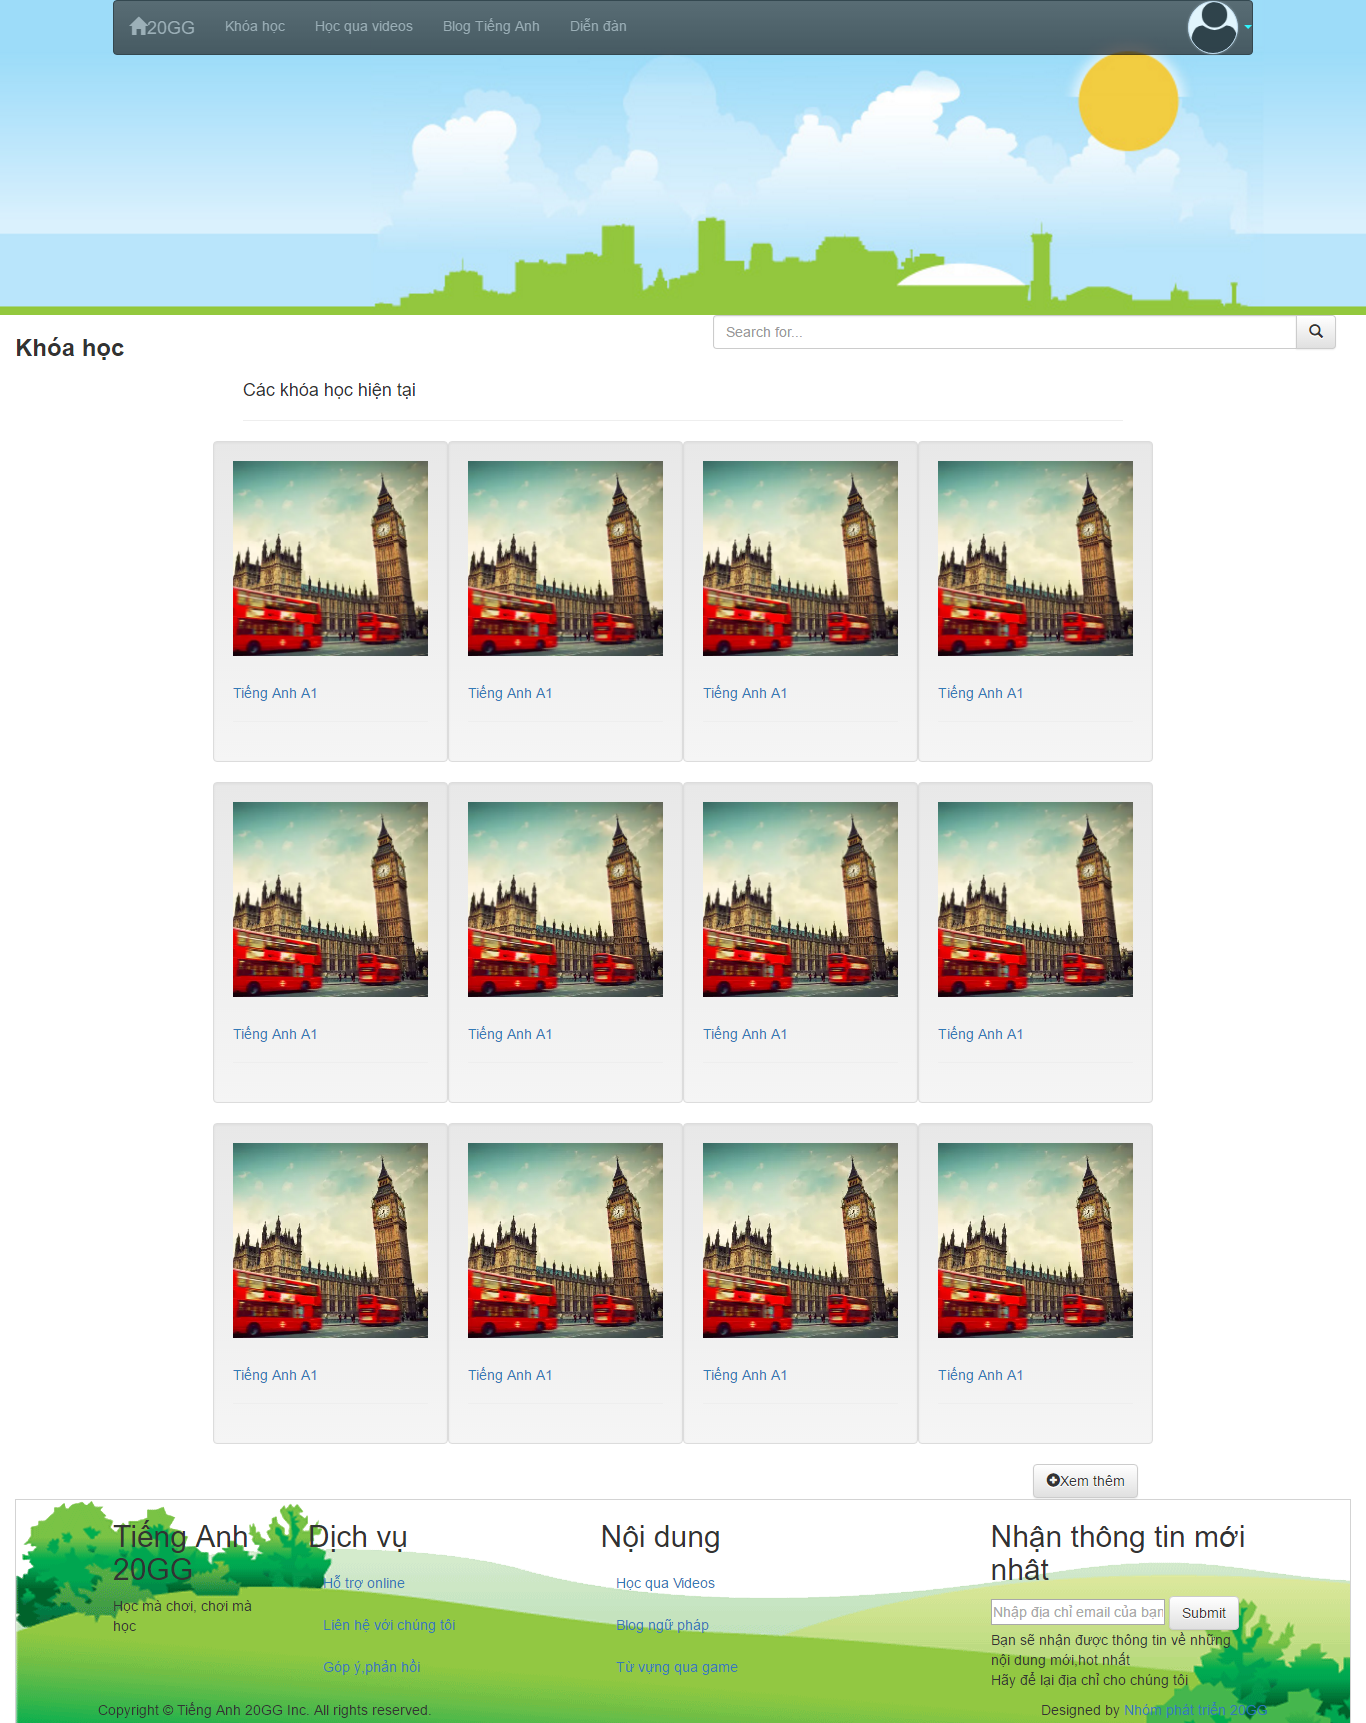 20GG Khóa học Học qua videos Blog Tiếng Anh Diễn đàn
Search for...
Khóa học
Các khóa học hiện tại
Tiếng Anh A1 Tiếng Anh A1 Tiếng Anh A1 Tiếng Anh A1
Tiếng Anh A1 Tiếng Anh A1 Tiếng Anh A1 Tiếng Anh A1
Tiếng Anh A1 Tiếng Anh A1 Tiếng Anh A1 Tiếng Anh A1
Xem thêm
Tiếng Anh
20GG
Học mà chơi, chơi mà
học
Dịch vụ
Hỗ trợ online
Liên hệ với chúng tôi
Góp ý,phản hồi
Nội dung
Học qua Videos
Blog ngữ pháp
Từ vựng qua game
Nhận thông tin mới
nhât
Nhập địa chỉ email của bạn Submit
Bạn sẽ nhận được thông tin về những
nội dung mới,hot nhất
Hãy để lại địa chỉ cho chúng tôi
Copyright © Tiếng Anh 20GG Inc. All rights reserved.
Designed by Nhóm phát triển 20GG